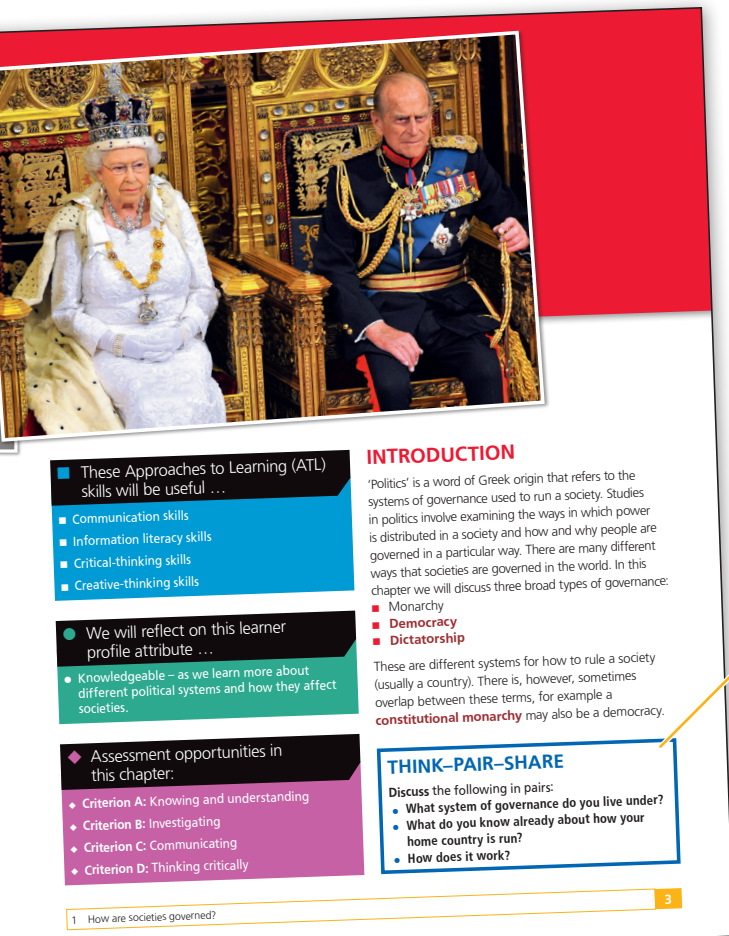 These Approaches to Learning (ATL)
skills will be useful …
Communication skills
Information literacy skills
Critical-thinking skills
Creative-thinking skills
We will reflect on this learner
profile attribute …
Knowledgeable – as we learn more about
different political systems and how they affect
societies.
Assessment opportunities in
this chapter:
Criterion A: Knowing and understanding
Criterion B: Investigating
Criterion C: Communicating
Criterion D: Thinking critically
INTRODUCTION
‘Politics’ is a word of Greek origin that refers to the
systems of governance used to run a society. Studies
in politics involve examining the ways in which power
is distributed in a society and how and why people are
governed in a particular way. There are many different
ways that societies are governed in the world. In this
chapter we will discuss three broad types of governance:
Monarchy
Democracy
Dictatorship
These are different systems for how to rule a society
(usually a country). There is, however, sometimes
overlap between these terms, for example a
constitutional monarchy may also be a democracy.
THINK–PAIR–SHARE
Discuss the following in pairs:
What system of governance do you live under?
What do you know already about how your
home country is run?
How does it work?
1 How are societies governed?
3